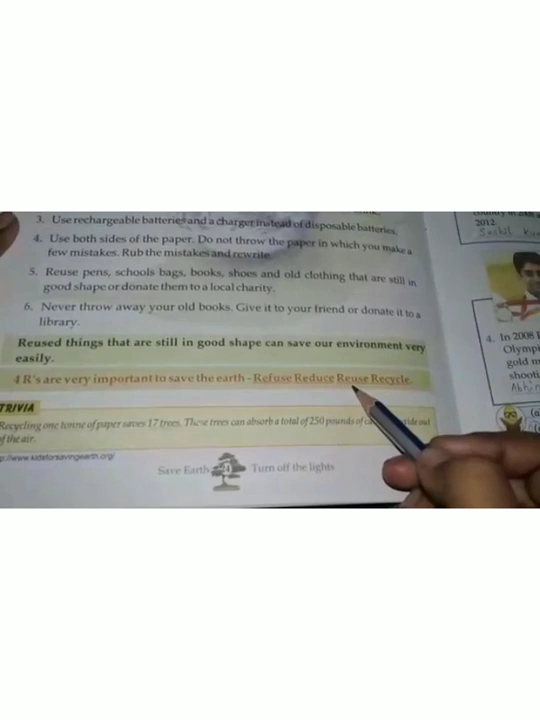 3. Use rechargeable batteries and a charger instead of disposable batteries.
4. Use both sides of the paper. Do not throw the paper in which you make a
few mistakes. Rub the mistakes and rewrite.
5. Reuse pens, schools bags, books, shoes and old clothing that are still in
good shape or donate them to a local charity.
6. Never throw away your old books. Give it to your friend or donate it to a
library.
Reused things that are still in good shape can save our environment very
easily.
4 R's are very important to save the earth - Refuse Reduce Reuse Recycle.
TRIVIA
Recycling one tonne of paper saves 17 trees. These trees can absorb a total of 250 pounds of
of the air.
p://www.kidsforsavingearth.org/
Save Earth Turn off the lights
2012.
4. In 2008
Olympi
gold m
shooti
Abhin
(a